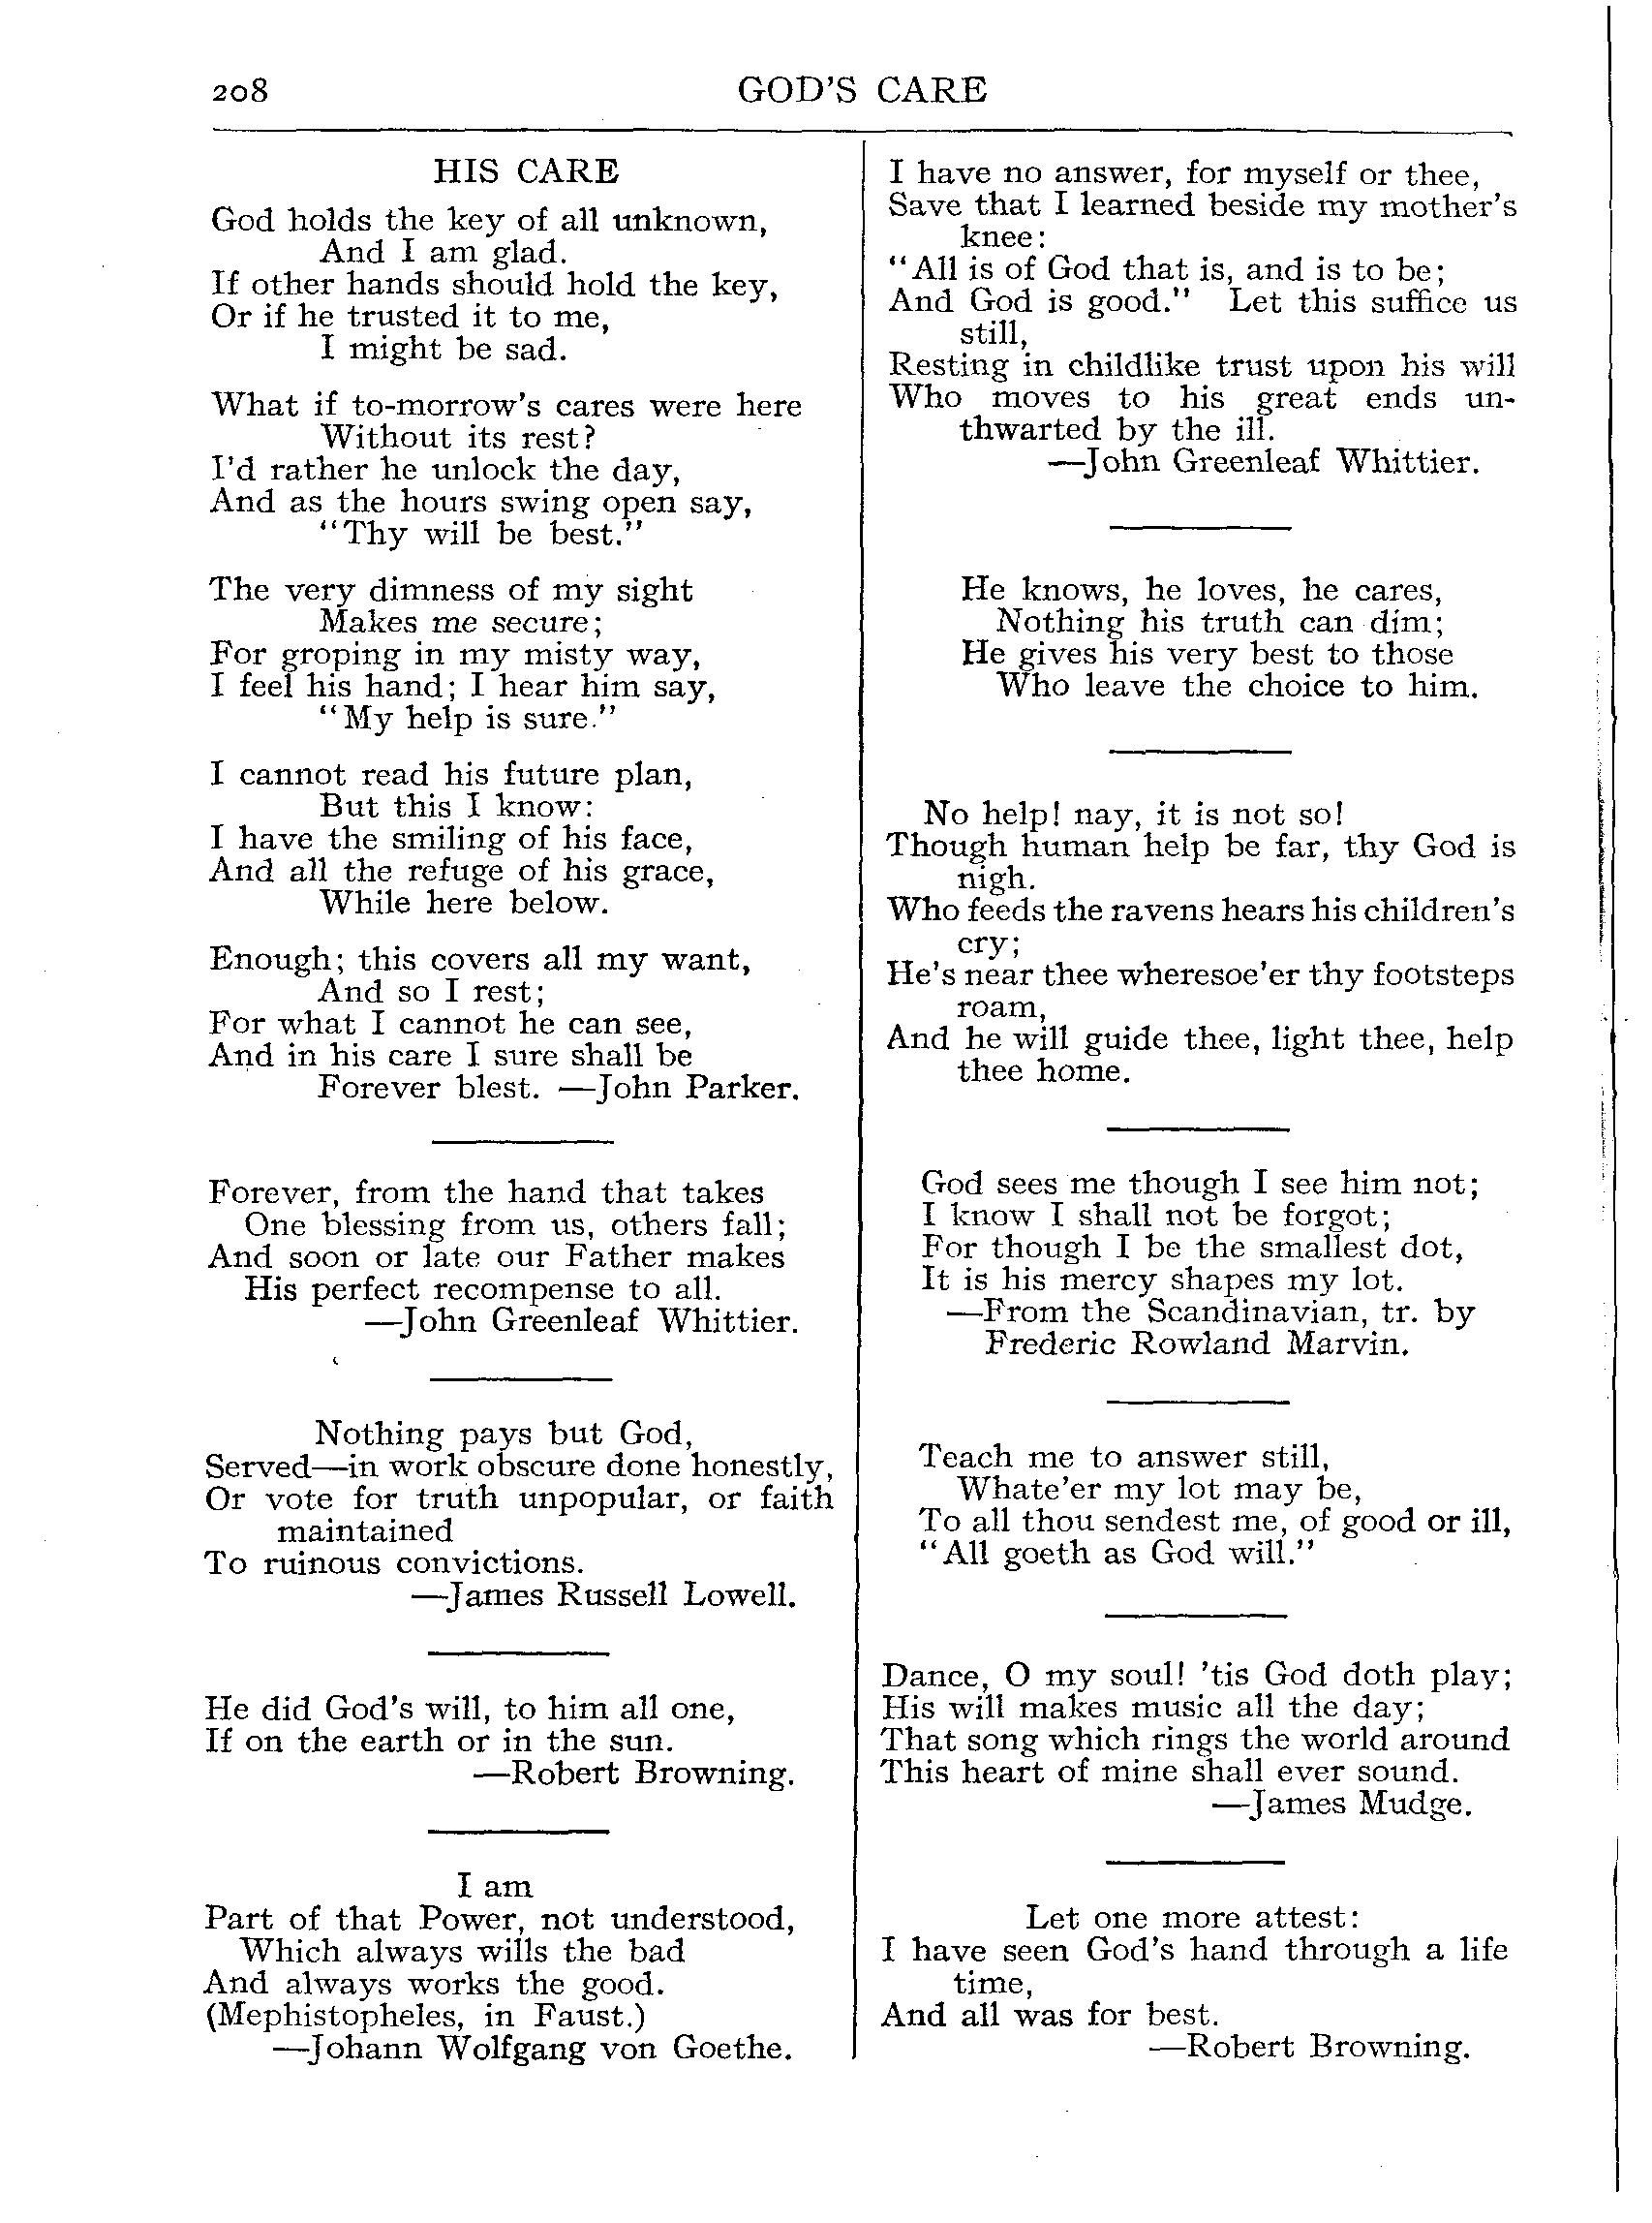 208
GOD'S CARE
HIS CARE
God holds the key of all unknown,
And I am glad.
If other hands should hold the key,
Or if he trusted it to me,
I might be sad.
What if to-morrow's cares were here
Without its rest?
I'd rather he unlock the day,
And as the hours swing open say,
"Thy will be best."
The very dimness of my sight
Makes me secure;
For groping in my misty way,
I feel his hand; I hear him say,
"My help is sure."
I cannot read his future plan,
But this I know:
I have the smiling of his face,
And all the refuge of his grace,
While here below.
Enough; this covers all my want,
And so I rest;
For what I cannot he can see,
And in his care I sure shall be
Forever blest. —John Parker.
Forever, from the hand that takes
One blessing from us, others fall;
And soon or late our Father makes
His perfect recompense to all.
—John Greenleaf Whittier.
Nothing pays but God,
Served—in work obscure done honestly,
Or vote for truth unpopular, or faith
maintained
To ruinous convictions.
—James Russell Lowell.
He did God's will, to him all one,
If on the earth or in the sun.
—Robert Browning.
I am
Part of that Power, not understood,
Which always wills the bad
And always works the good.
(Mephistopheles, in Faust.)
—Johann Wolfgang von Goethe.
I have no answer, for myself or thee,
Save that I learned beside my mother's
knee:
"All is of God that is, and is to be;
And God is good." Let this suffice us
still,
Resting in childlike trust upon his will
Who moves to his great ends un-
thwarted by the ill.
—John Greenleaf Whittier.
He knows, he loves, he cares,
Nothing his truth can dim;
He gives his very best to those
Who leave the choice to him.
No help! nay, it is not so!
Though human help be far, thy God is
nigh.
Who feeds the ravens hears his children's
cry;
He's near thee wheresoe'er thy footsteps
roam,
And he will guide thee, light thee, help
thee home.
God sees me though I see him not;
I know I shall not be forgot;
For though I be the smallest dot,
It is his mercy shapes my lot.
—From the Scandinavian, tr. by
Frederic Rowland Marvin.
Teach me to answer still,
Whate'er my lot may be,
To all thou sendest me, of good or ill,
"All goeth as God will."
Dance, O my soul! 'tis God doth play;
His will makes music all the day;
That song which rings the world around
This heart of mine shall ever sound.
—James Mudge.
Let one more attest:
I have seen God's hand through a life
time,
And all was for best.
—Robert Browning.